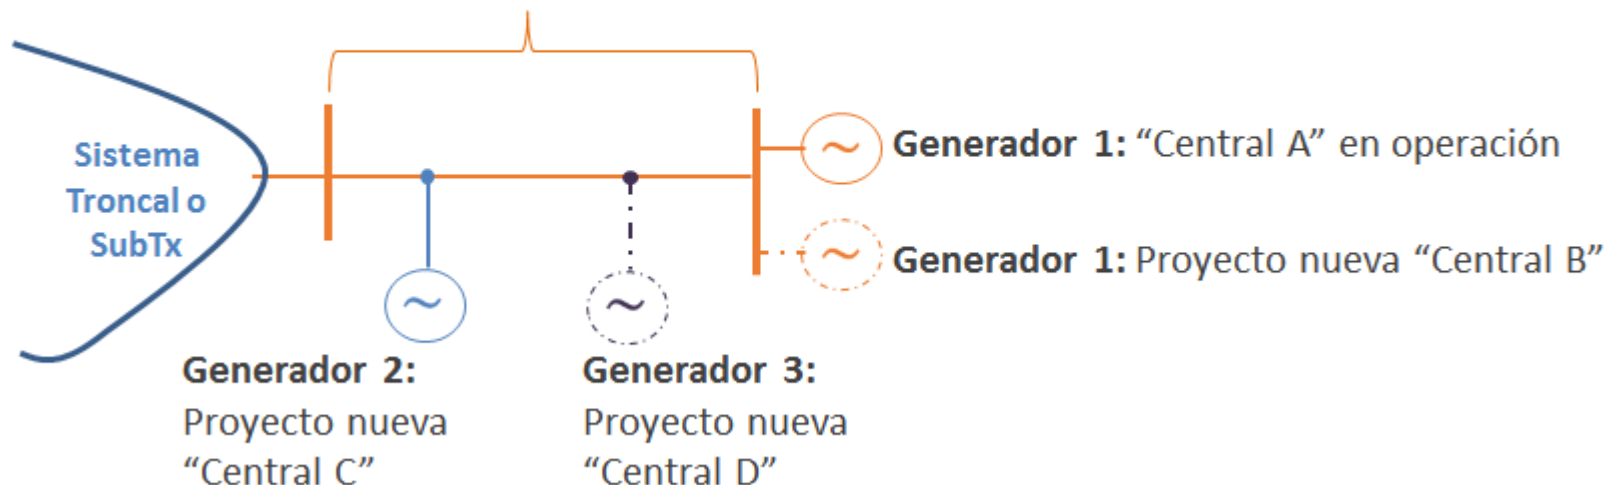 Sistema
Troncal o
SubTx
Generador 1: “Central A” en operación
Generador 1: Proyecto nueva “Central B”
Generador 2:
Proyecto nueva
“Central C”
Generador 3:
Proyecto nueva
“Central D”